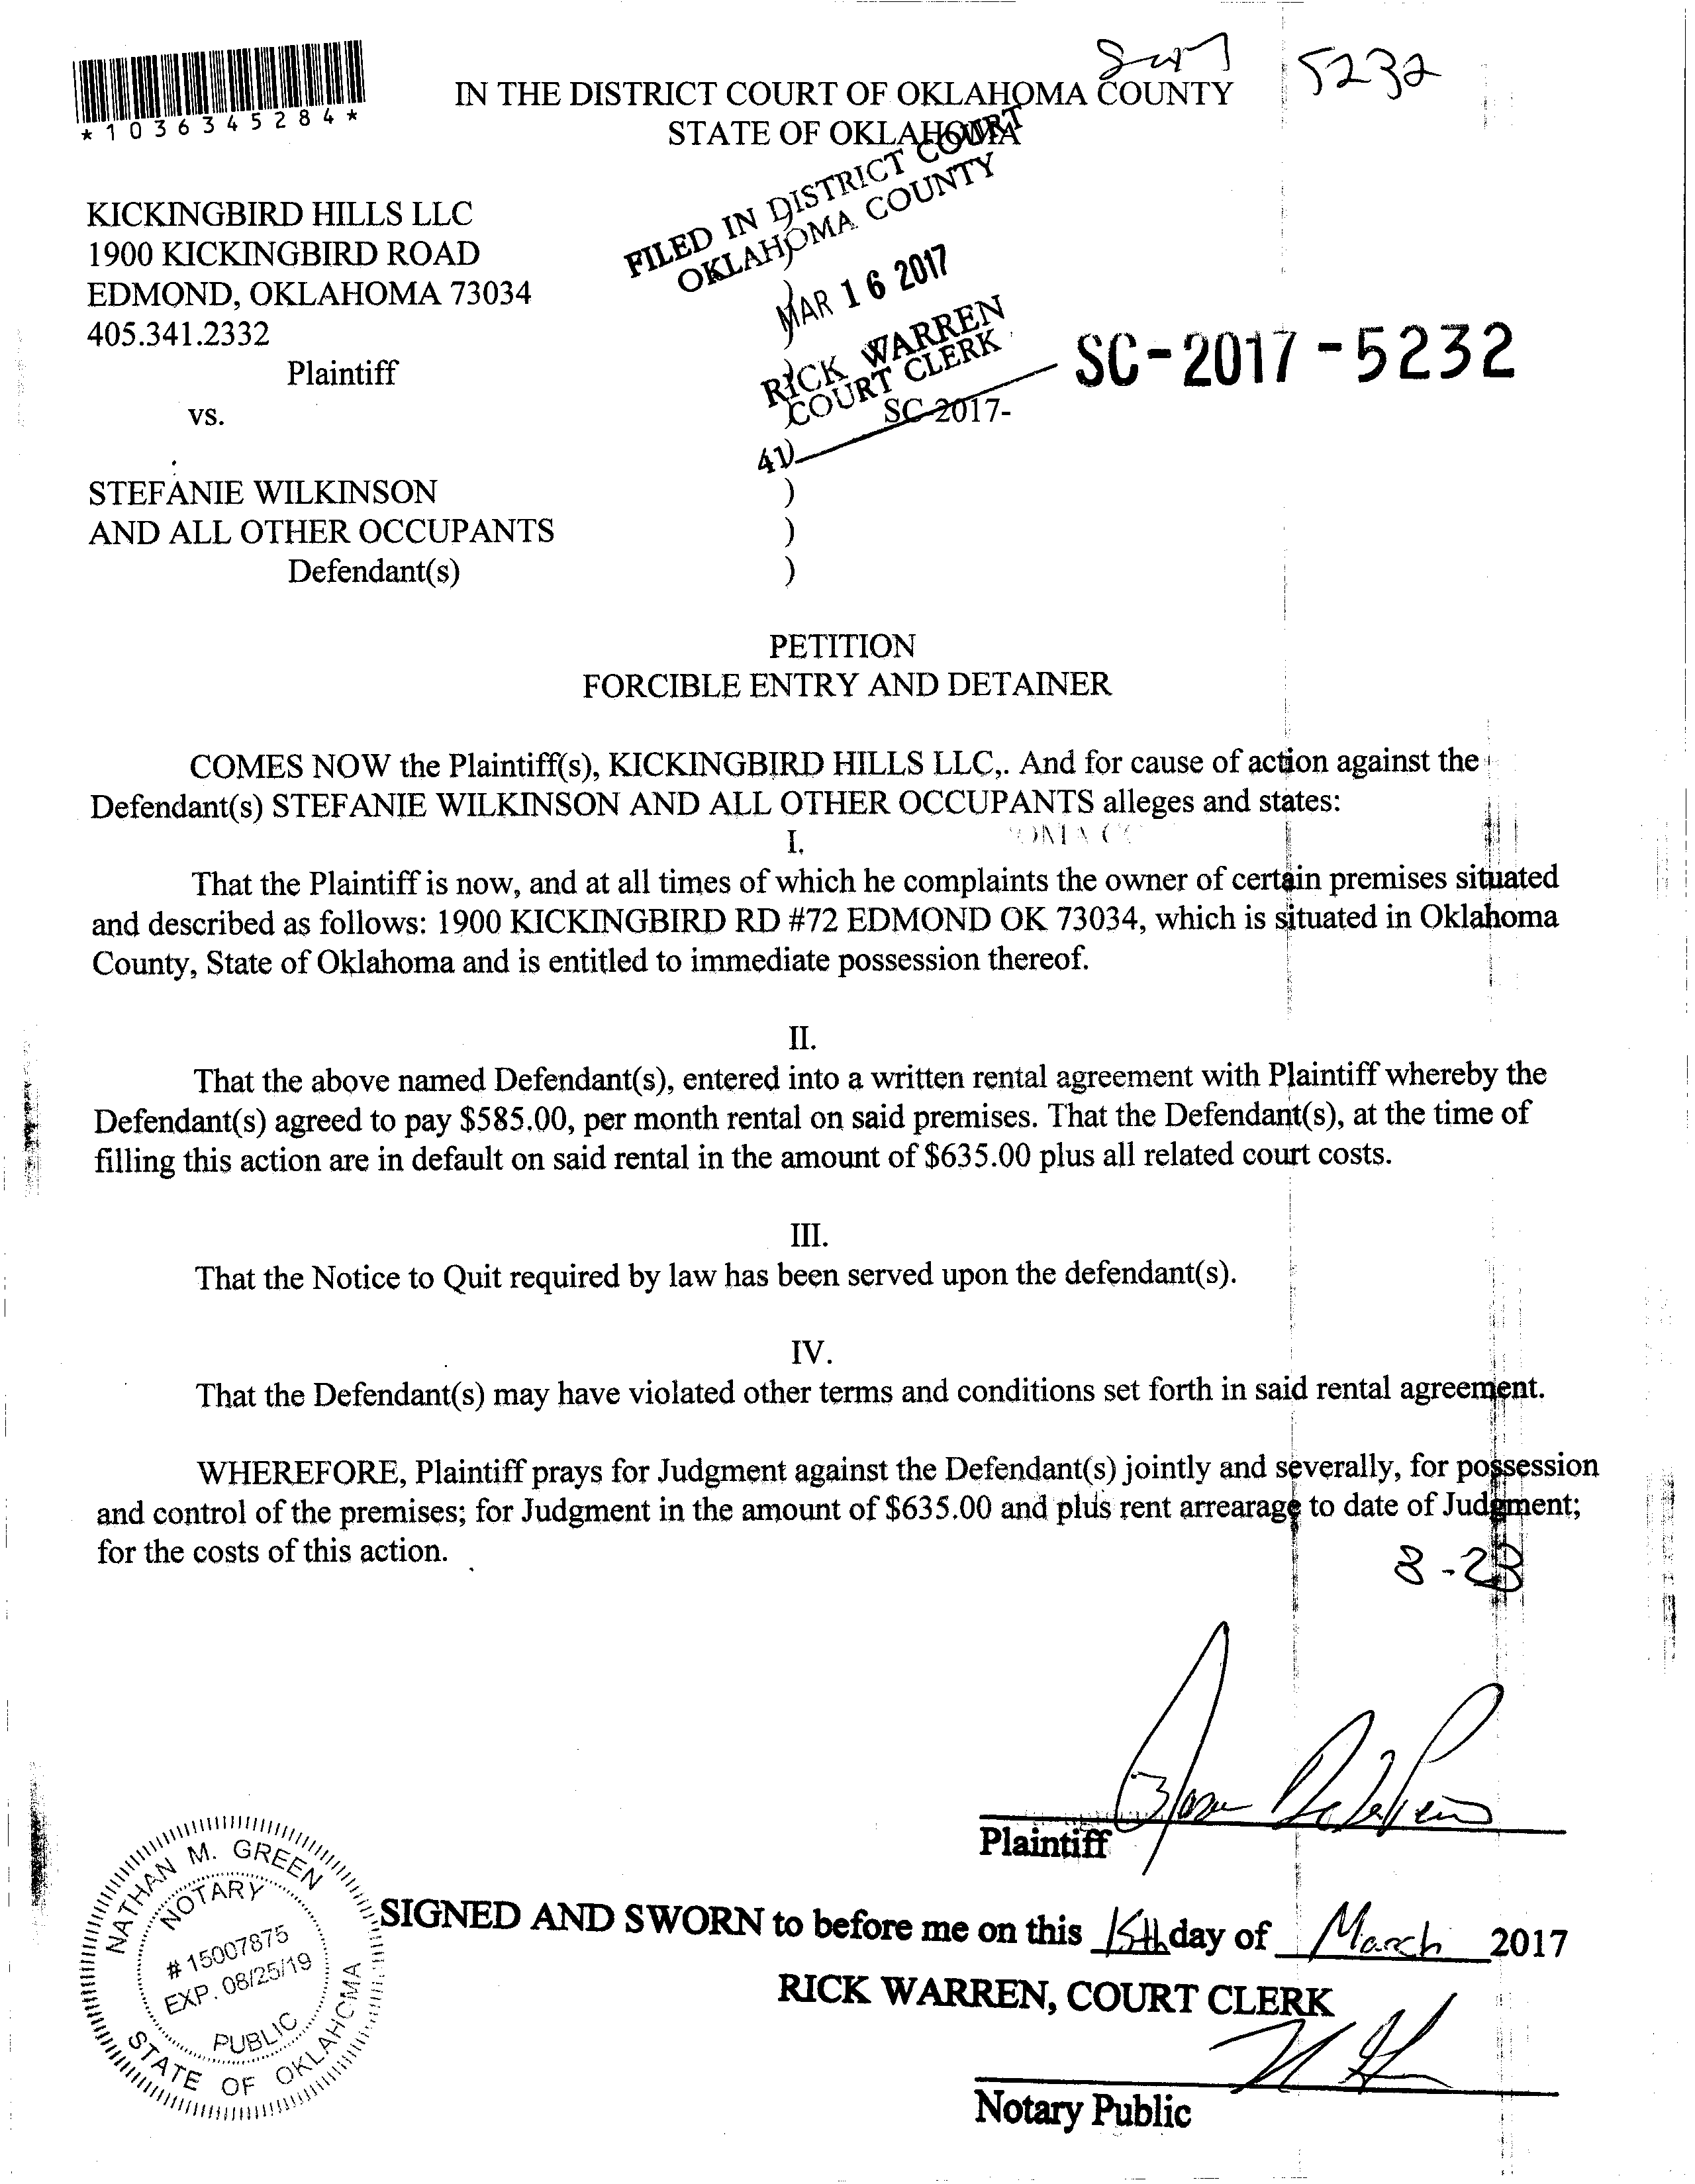 5232
*1036345284*
IN THE DISTRICT COURT OF OKLAHOMA COUNTY
STATE OF OKLAHOMA
FILED IN DISTRICT COURT
OKLAHOMA COUNTY
MAR 16 2017
RICK WARREN
COURT CLERK
41
KICKINGBIRD HILLS LLC
1900 KICKINGBIRD ROAD
EDMOND, OKLAHOMA 73034
405.341.2332
Plaintiff
SC-2017-5232
vs.
SC-2017-
STEFANIE WILKINSON )
AND ALL OTHER OCCUPANTS )
Defendant(s) )
PETITION
FORCIBLE ENTRY AND DETAINER
COMES NOW the Plaintiff(s), KICKINGBIRD HILLS LLC,. And for cause of action against the
Defendant(s) STEFANIE WILKINSON AND ALL OTHER OCCUPANTS alleges and states:
I.
That the Plaintiff is now, and at all times of which he complaints the owner of certain premises situated
and described as follows: 1900 KICKINGBIRD RD #72 EDMOND OK 73034, which is situated in Oklahoma
County, State of Oklahoma and is entitled to immediate possession thereof.
II.
That the above named Defendant(s), entered into a written rental agreement with Plaintiff whereby the
Defendant(s) agreed to pay $585.00, per month rental on said premises. That the Defendant(s), at the time of
filling this action are in default on said rental in the amount of $635.00 plus all related court costs.
III.
That the Notice to Quit required by law has been served upon the defendant(s).
IV.
That the Defendant(s) may have violated other terms and conditions set forth in said rental agreement.
WHEREFORE, Plaintiff prays for Judgment against the Defendant(s) jointly and severally, for possession
and control of the premises; for Judgment in the amount of $635.00 and plus rent arrearage to date of Judgment;
for the costs of this action.
Plaintiff
NATHAN M. GREEN
NOTARY
# 15007875
EXP. 08/25/19
PUBLIC
STATE OF OKLAHOMA
SIGNED AND SWORN to before me on this 15th day of March 2017
RICK WARREN, COURT CLERK
Notary Public